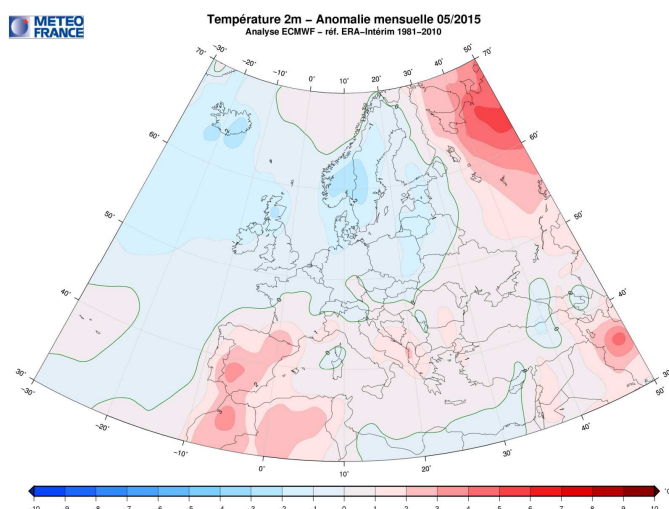 METEO
FRANCE
Température 2m − Anomalie mensuelle 05/2015
Analyse ECMWF − réf. ERA−Intérim 1981−2010
70° −30° −20° −10° 0° 10° 20° 30° 40° 50° 70°
60° 60°
50° 50°
40° 40°
30° 30°
−30° −20° −10° 0° 10° 20° 30° 40° 50°
−10 −9 −8 −7 −6 −5 −4 −3 −2 −1 0 1 2 3 4 5 6 7 8 9 10